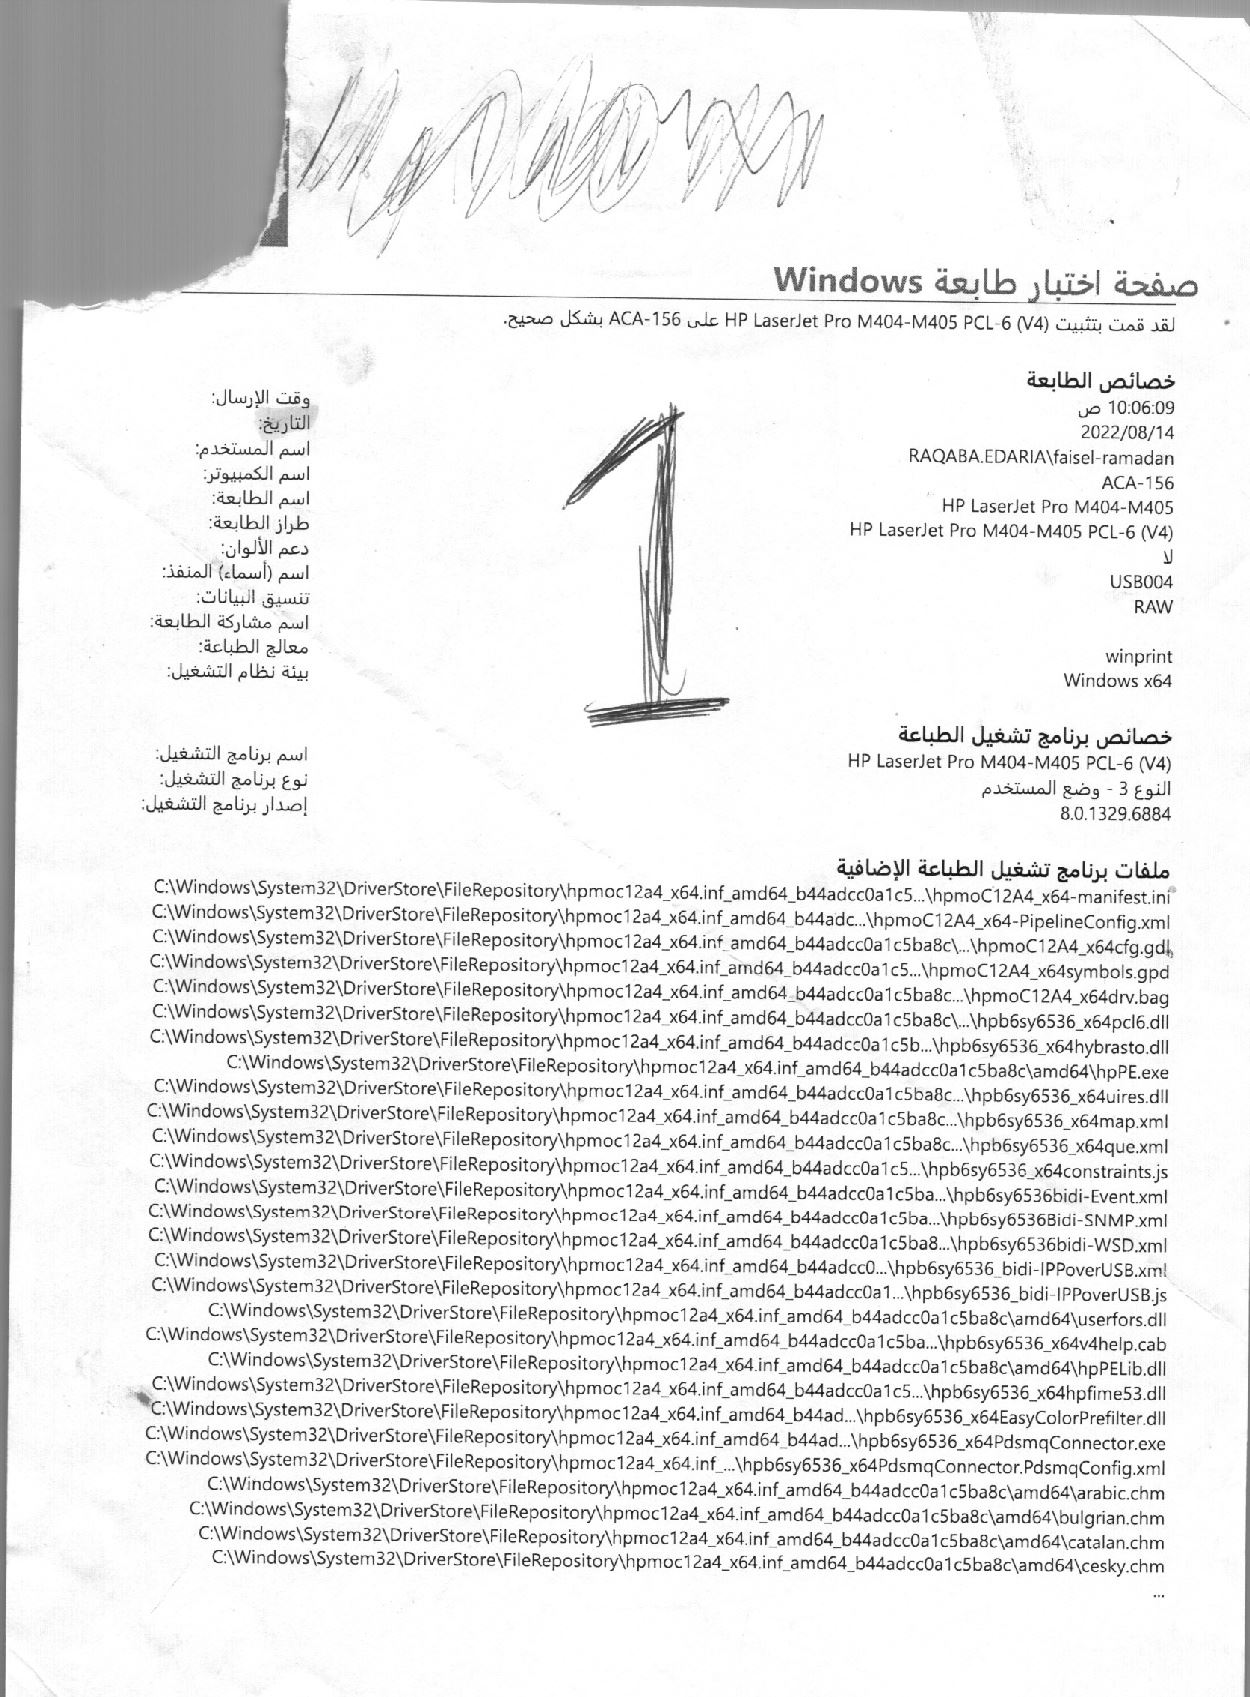 صفحة اختبار طابعة Windows
لقد قمت بتثبيت HP LaserJet Pro M404-M405 PCL-6 (V4) على ACA-156 بشكل صحيح.
خصائص الطابعة
وقت الإرسال: 10:06:09 ص
التاريخ: 2022/08/14
اسم المستخدم: RAQABA.EDARIA\faisel-ramadan
اسم الكمبيوتر: ACA-156
اسم الطابعة: HP LaserJet Pro M404-M405
طراز الطابعة: HP LaserJet Pro M404-M405 PCL-6 (V4)
دعم الألوان: لا
اسم (أسماء) المنفذ: USB004
تنسيق البيانات: RAW
اسم مشاركة الطابعة:
معالج الطباعة: winprint
بيئة نظام التشغيل: Windows x64
1
خصائص برنامج تشغيل الطباعة
اسم برنامج التشغيل: HP LaserJet Pro M404-M405 PCL-6 (V4)
نوع برنامج التشغيل: النوع 3 - وضع المستخدم
إصدار برنامج التشغيل: 8.0.1329.6884
ملفات برنامج تشغيل الطباعة الإضافية
C:\Windows\System32\DriverStore\FileRepository\hpmoc12a4_x64.inf_amd64_b44adcc0a1c5...\hpmoC12A4_x64-manifest.ini
C:\Windows\System32\DriverStore\FileRepository\hpmoc12a4_x64.inf_amd64_b44adc...\hpmoC12A4_x64-PipelineConfig.xml
C:\Windows\System32\DriverStore\FileRepository\hpmoc12a4_x64.inf_amd64_b44adcc0a1c5ba8c\...\hpmoC12A4_x64cfg.gdl
C:\Windows\System32\DriverStore\FileRepository\hpmoc12a4_x64.inf_amd64_b44adcc0a1c5...\hpmoC12A4_x64symbols.gpd
C:\Windows\System32\DriverStore\FileRepository\hpmoc12a4_x64.inf_amd64_b44adcc0a1c5ba8c...\hpmoC12A4_x64drv.bag
C:\Windows\System32\DriverStore\FileRepository\hpmoc12a4_x64.inf_amd64_b44adcc0a1c5ba8c\...\hpb6sy6536_x64pcl6.dll
C:\Windows\System32\DriverStore\FileRepository\hpmoc12a4_x64.inf_amd64_b44adcc0a1c5b...\hpb6sy6536_x64hybrasto.dll
C:\Windows\System32\DriverStore\FileRepository\hpmoc12a4_x64.inf_amd64_b44adcc0a1c5ba8c\amd64\hpPE.exe
C:\Windows\System32\DriverStore\FileRepository\hpmoc12a4_x64.inf_amd64_b44adcc0a1c5ba8c...\hpb6sy6536_x64uires.dll
C:\Windows\System32\DriverStore\FileRepository\hpmoc12a4_x64.inf_amd64_b44adcc0a1c5ba8c...\hpb6sy6536_x64map.xml
C:\Windows\System32\DriverStore\FileRepository\hpmoc12a4_x64.inf_amd64_b44adcc0a1c5ba8c...\hpb6sy6536_x64que.xml
C:\Windows\System32\DriverStore\FileRepository\hpmoc12a4_x64.inf_amd64_b44adcc0a1c5...\hpb6sy6536_x64constraints.js
C:\Windows\System32\DriverStore\FileRepository\hpmoc12a4_x64.inf_amd64_b44adcc0a1c5ba...\hpb6sy6536bidi-Event.xml
C:\Windows\System32\DriverStore\FileRepository\hpmoc12a4_x64.inf_amd64_b44adcc0a1c5ba...\hpb6sy6536Bidi-SNMP.xml
C:\Windows\System32\DriverStore\FileRepository\hpmoc12a4_x64.inf_amd64_b44adcc0a1c5ba8...\hpb6sy6536bidi-WSD.xml
C:\Windows\System32\DriverStore\FileRepository\hpmoc12a4_x64.inf_amd64_b44adcc0...\hpb6sy6536_bidi-IPPoverUSB.xml
C:\Windows\System32\DriverStore\FileRepository\hpmoc12a4_x64.inf_amd64_b44adcc0a1...\hpb6sy6536_bidi-IPPoverUSB.js
C:\Windows\System32\DriverStore\FileRepository\hpmoc12a4_x64.inf_amd64_b44adcc0a1c5ba8c\amd64\userfors.dll
C:\Windows\System32\DriverStore\FileRepository\hpmoc12a4_x64.inf_amd64_b44adcc0a1c5ba...\hpb6sy6536_x64v4help.cab
C:\Windows\System32\DriverStore\FileRepository\hpmoc12a4_x64.inf_amd64_b44adcc0a1c5ba8c\amd64\hpPELib.dll
C:\Windows\System32\DriverStore\FileRepository\hpmoc12a4_x64.inf_amd64_b44adcc0a1c5...\hpb6sy6536_x64hpfime53.dll
C:\Windows\System32\DriverStore\FileRepository\hpmoc12a4_x64.inf_amd64_b44ad...\hpb6sy6536_x64EasyColorPrefilter.dll
C:\Windows\System32\DriverStore\FileRepository\hpmoc12a4_x64.inf_amd64_b44ad...\hpb6sy6536_x64PdsmqConnector.exe
C:\Windows\System32\DriverStore\FileRepository\hpmoc12a4_x64.inf_...\hpb6sy6536_x64PdsmqConnector.PdsmqConfig.xml
C:\Windows\System32\DriverStore\FileRepository\hpmoc12a4_x64.inf_amd64_b44adcc0a1c5ba8c\amd64\arabic.chm
C:\Windows\System32\DriverStore\FileRepository\hpmoc12a4_x64.inf_amd64_b44adcc0a1c5ba8c\amd64\bulgrian.chm
C:\Windows\System32\DriverStore\FileRepository\hpmoc12a4_x64.inf_amd64_b44adcc0a1c5ba8c\amd64\catalan.chm
C:\Windows\System32\DriverStore\FileRepository\hpmoc12a4_x64.inf_amd64_b44adcc0a1c5ba8c\amd64\cesky.chm
...